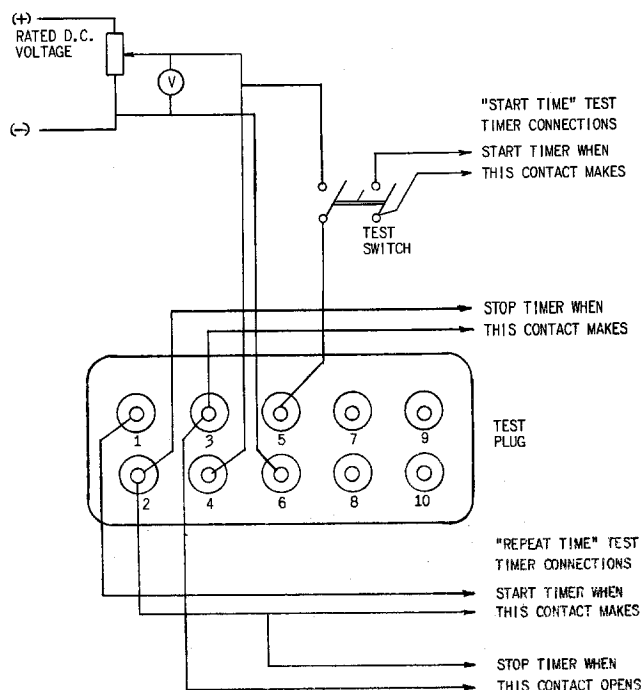 (+)
RATED D.C.
VOLTAGE
V
(-)
"START TIME" TEST
TIMER CONNECTIONS
START TIMER WHEN
THIS CONTACT MAKES
TEST
SWITCH
STOP TIMER WHEN
THIS CONTACT MAKES
1 3 5 7 9
TEST
PLUG
2 4 6 8 10
"REPEAT TIME" TEST
TIMER CONNECTIONS
START TIMER WHEN
THIS CONTACT MAKES
STOP TIMER WHEN
THIS CONTACT OPENS